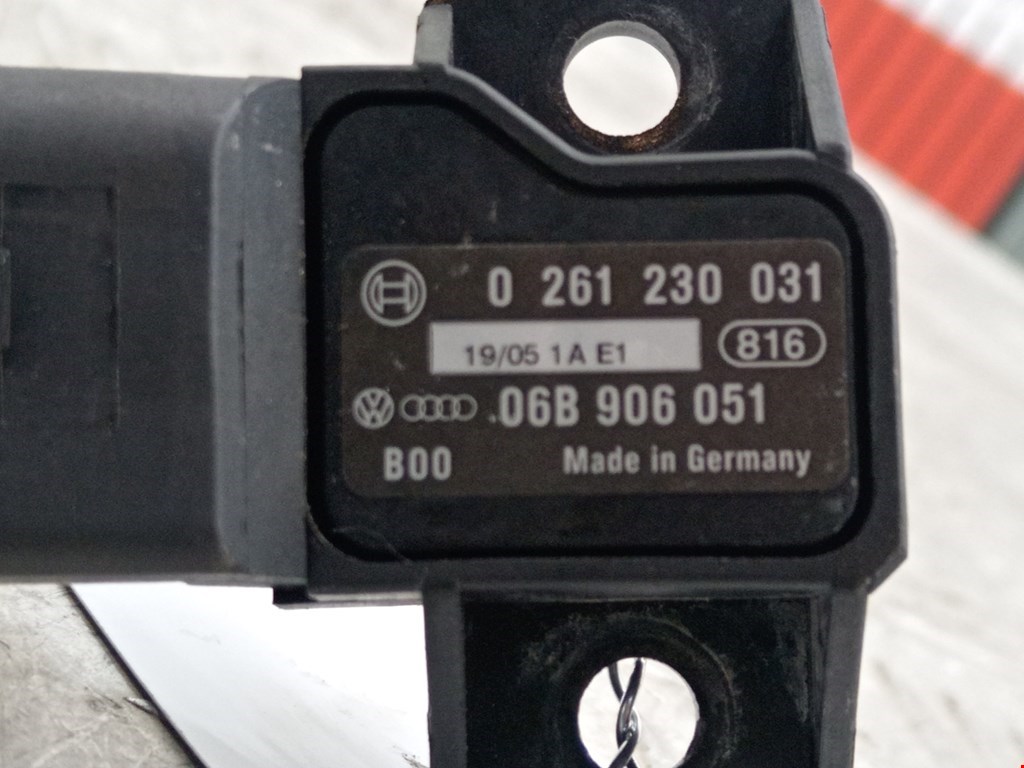 0 261 230 031
19/05 1A E1
816
.06B 906 051
B00 Made in Germany